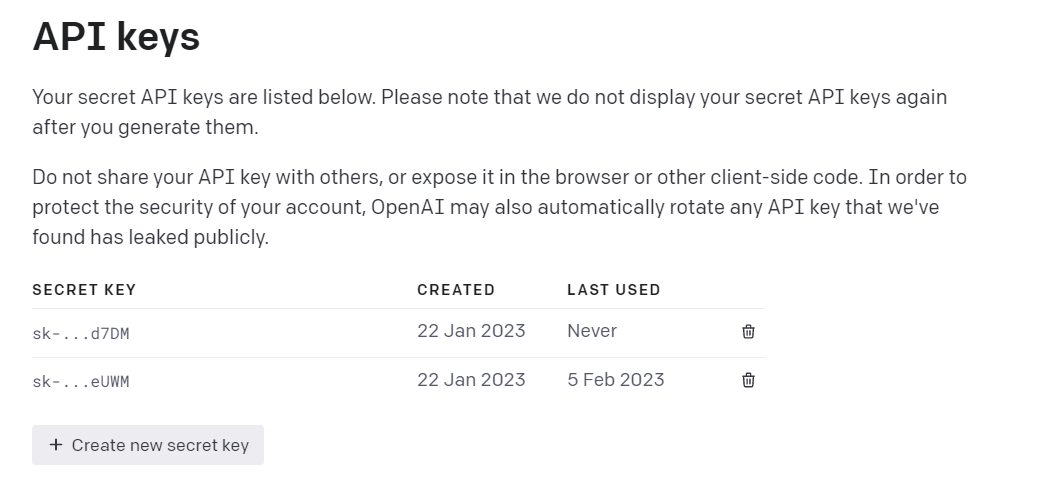 API keys
Your secret API keys are listed below. Please note that we do not display your secret API keys again
after you generate them.
Do not share your API key with others, or expose it in the browser or other client-side code. In order to
protect the security of your account, OpenAI may also automatically rotate any API key that we've
found has leaked publicly.
SECRET KEY CREATED LAST USED
sk-...d7DM 22 Jan 2023 Never
sk-...eUWM 22 Jan 2023 5 Feb 2023
+ Create new secret key